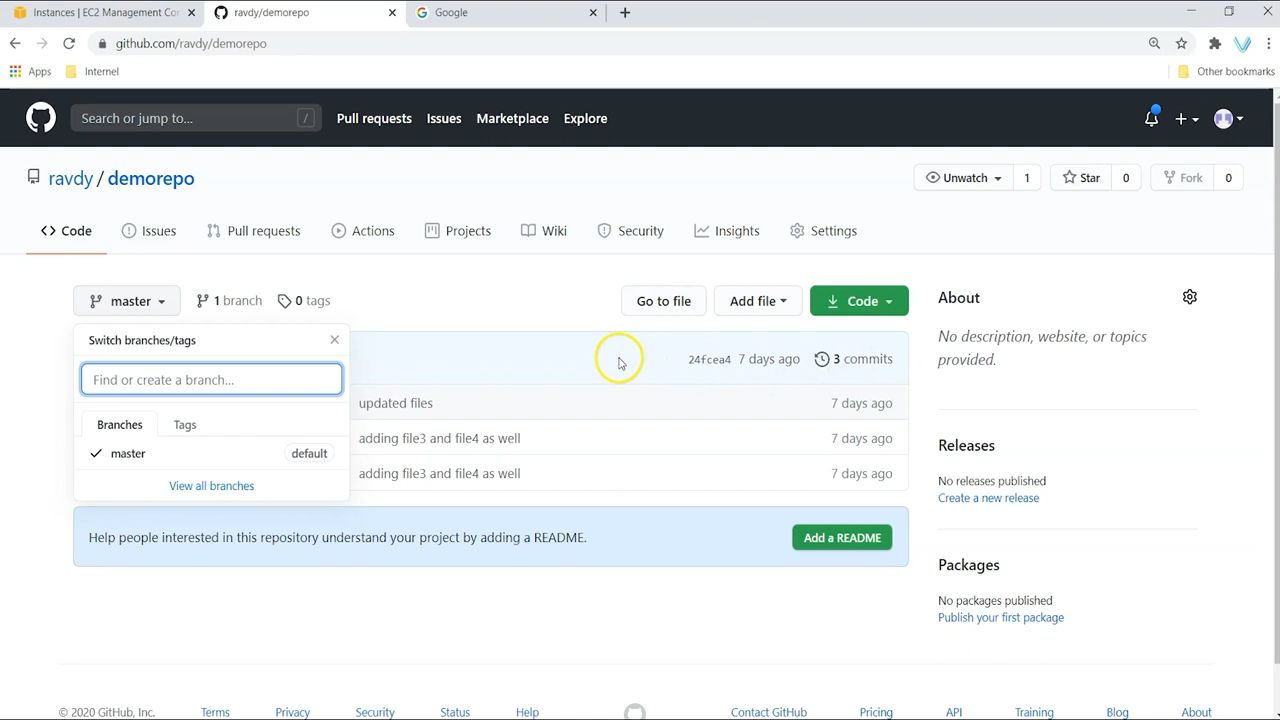 Instances | EC2 Management Con
ravdy/demorepo
Google
github.com/ravdy/demorepo
Apps
Internet
Other bookmarks
Search or jump to...
/
Pull requests
Issues
Marketplace
Explore
ravdy / demorepo
Unwatch
1
Star
0
Fork
0
Code
Issues
Pull requests
Actions
Projects
Wiki
Security
Insights
Settings
master
1 branch
0 tags
Go to file
Add file
Code
About
No description, website, or topics
provided.
Switch branches/tags
Find or create a branch...
Branches
Tags
master
default
View all branches
24fcea4
7 days ago
3 commits
updated files
7 days ago
adding file3 and file4 as well
7 days ago
adding file3 and file4 as well
7 days ago
Releases
No releases published
Create a new release
Help people interested in this repository understand your project by adding a README.
Add a README
Packages
No packages published
Publish your first package
© 2020 GitHub, Inc.
Terms
Privacy
Security
Status
Help
Contact GitHub
Pricing
API
Training
Blog
About